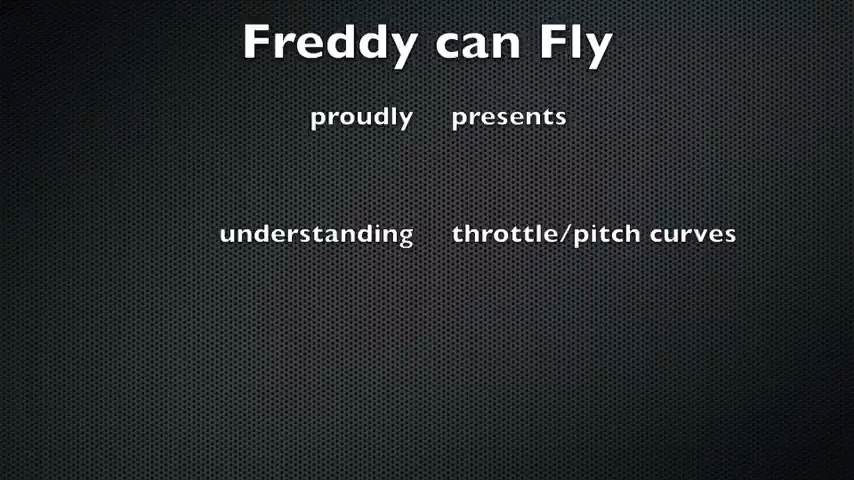 Freddy can Fly
proudly presents
understanding throttle/pitch curves